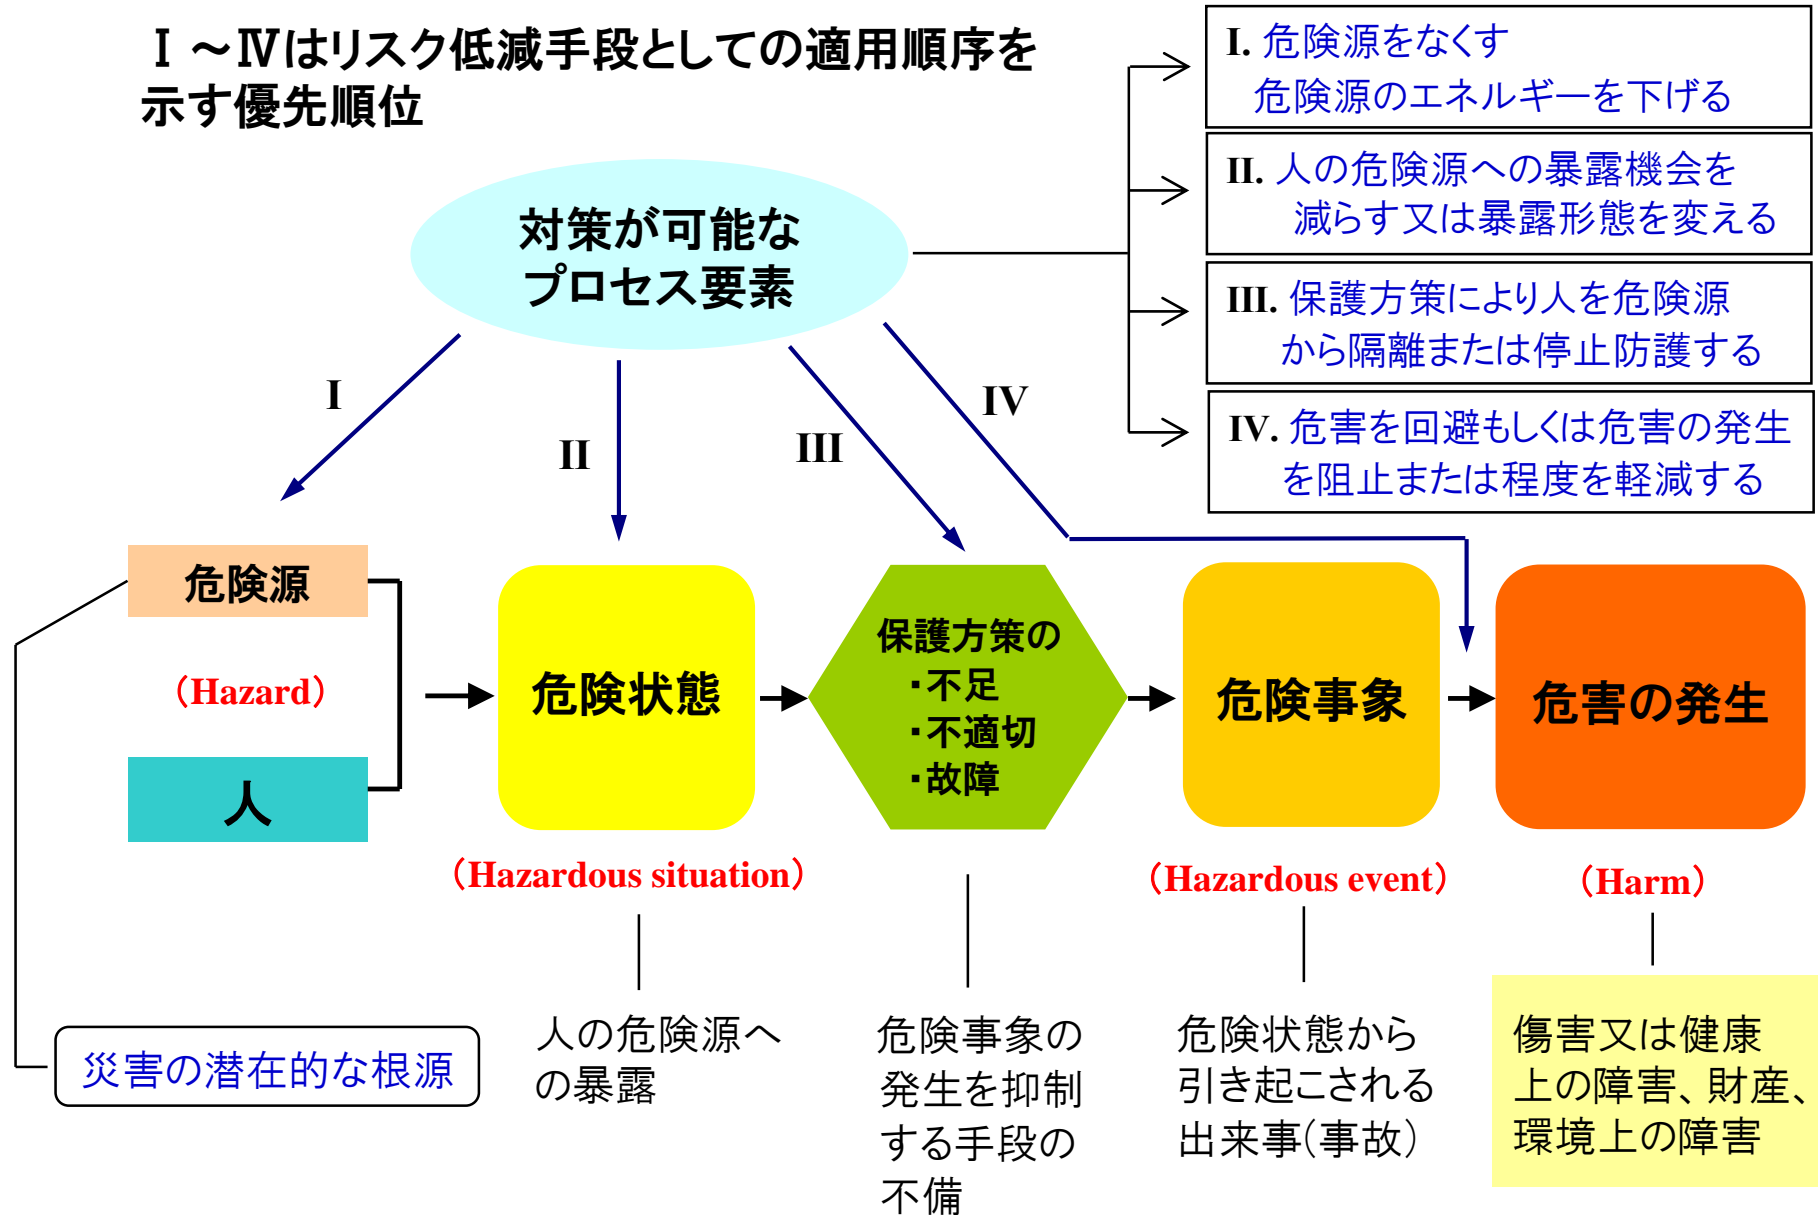 Ⅰ～Ⅳはリスク低減手段としての適用順序を
示す優先順位
I. 危険源をなくす
危険源のエネルギーを下げる
II. 人の危険源への暴露機会を
減らす又は暴露形態を変える
III. 保護方策により人を危険源
から隔離または停止防護する
IV. 危害を回避もしくは危害の発生
を阻止または程度を軽減する
対策が可能な
プロセス要素
I
II
III
IV
危険源
（Hazard）
人
危険状態
保護方策の
・不足
・不適切
・故障
危険事象
危害の発生
（Hazardous situation）
（Hazardous event）
（Harm）
災害の潜在的な根源
人の危険源へ
の暴露
危険事象の
発生を抑制
する手段の
不備
危険状態から
引き起こされる
出来事(事故）
傷害又は健康
上の障害、財産、
環境上の障害